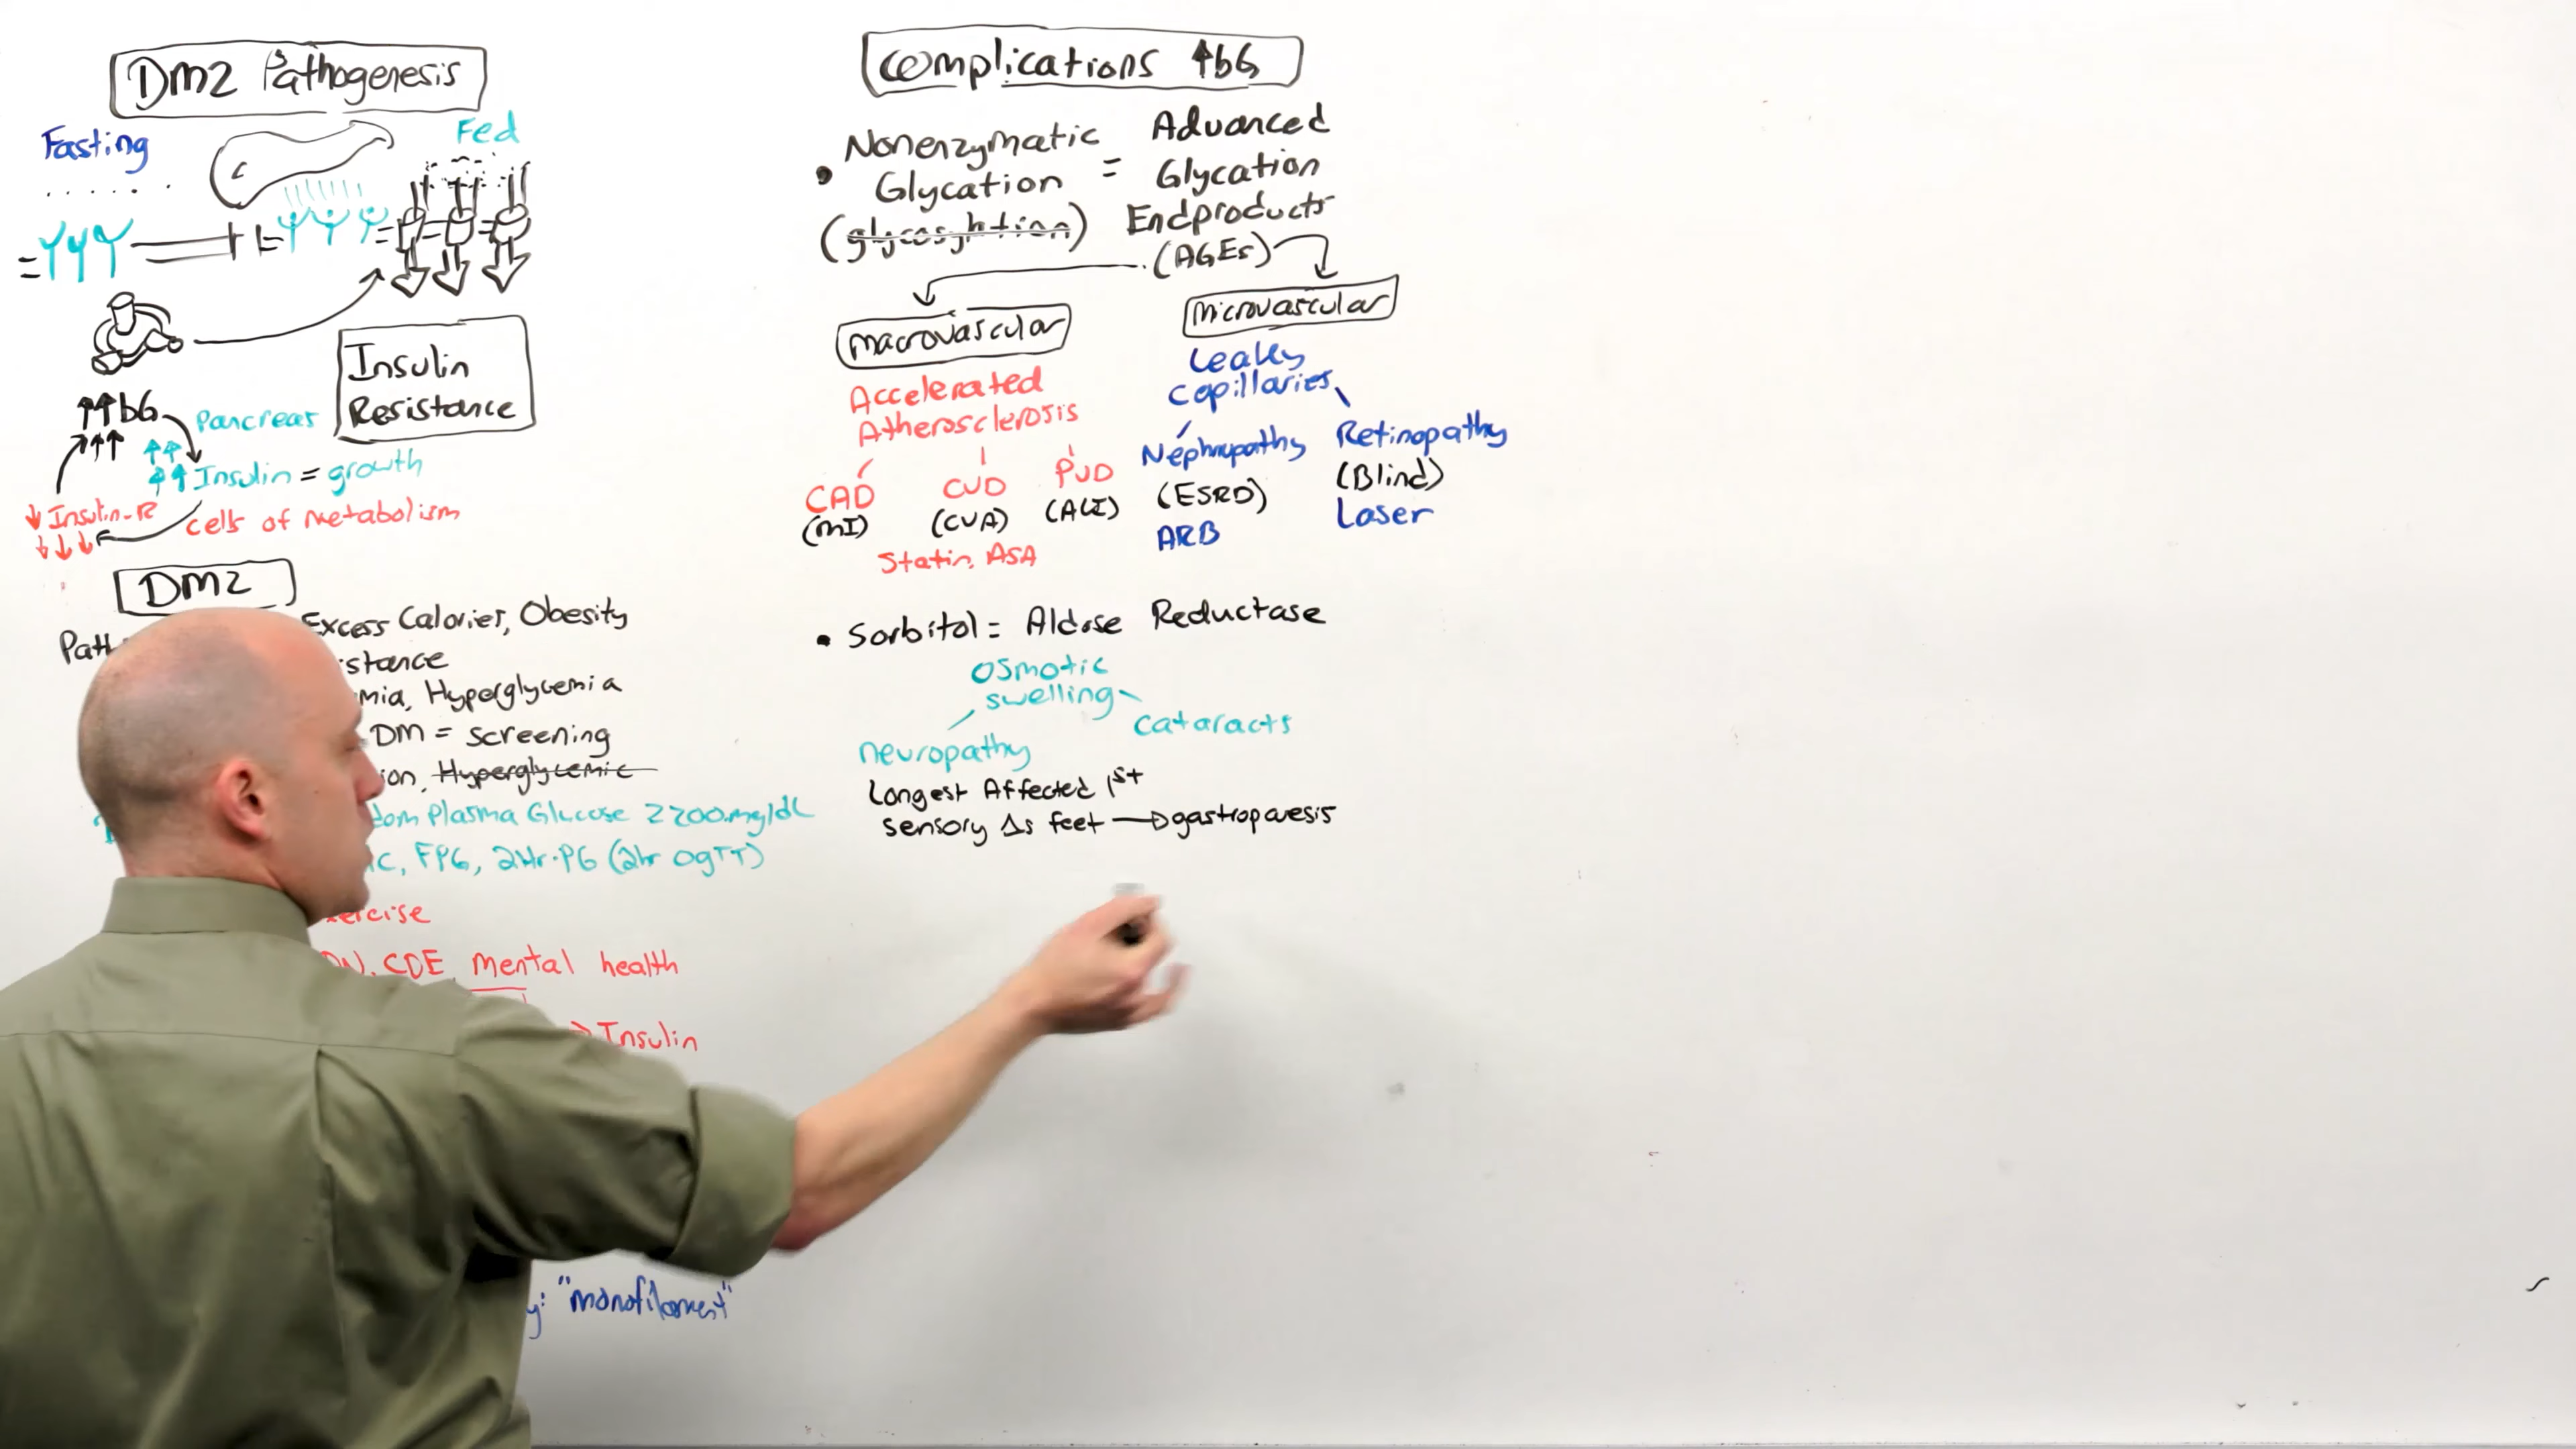 DM2 Pathogenesis
Fasting
Fed
Insulin
Resistance
↑↑bG
↑↑↑
Pancreas
↑↑
↑↑ Insulin = growth
↓ Insulin-R
↓↓↓
cells of metabolism
DM2
Path
Excess Calories, Obesity
istance
mia, Hyperglycemia
DM = screening
ion, Hyperglycemic
dom Plasma Glucose ≥200mg/dL
1c, FPG, 2Hr-PG (2hr OGTT)
xercise
DN, CDE, mental health
→ Insulin
y: "monofilament"
Complications ↑bG
• Nonenzymatic = Advanced
Glycation Glycation
(glycosylation) Endproducts
(AGEs)
Macrovascular
Microvascular
Accelerated
Atherosclerosis
CAD CVD PVD
(MI) (CVA) (ALI)
Statin, ASA
Leaky
Capillaries
Nephropathy Retinopathy
(ESRD) (Blind)
ARB Laser
• Sorbitol = Aldose Reductase
osmotic
swelling
neuropathy cataracts
Longest Affected 1st
sensory Δs feet → gastroparesis